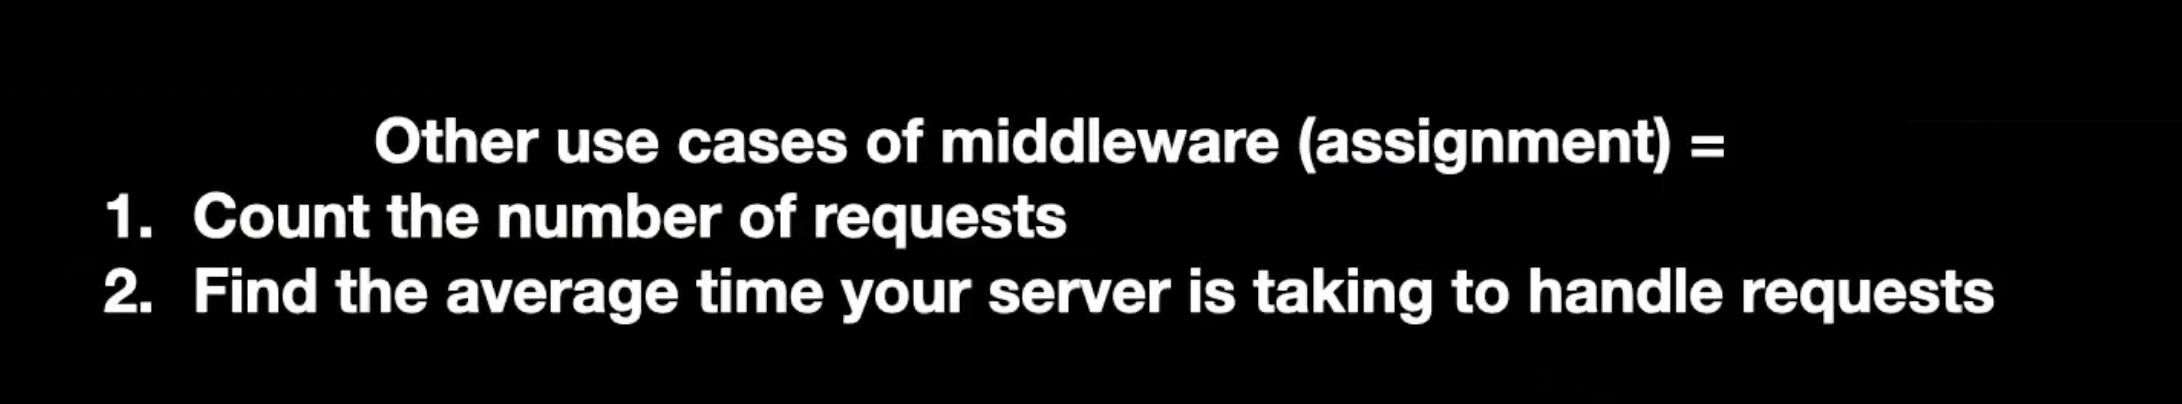 Other use cases of middleware (assignment) =
1. Count the number of requests
2. Find the average time your server is taking to handle requests